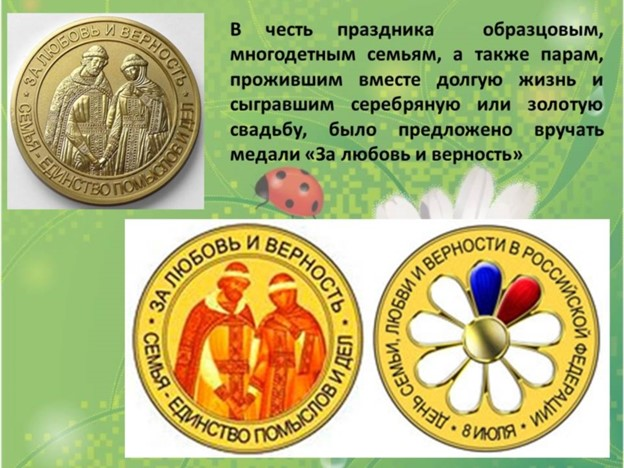 В честь праздника образцовым,
многодетным семьям, а также парам,
прожившим вместе долгую жизнь и
сыгравшим серебряную или золотую
свадьбу, было предложено вручать
медали «За любовь и верность»
• ЗА ЛЮБОВЬ И ВЕРНОСТЬ •
СЕМЬЯ - ЕДИНСТВО ПОМЫСЛОВ И ДЕЛ
• ЗА ЛЮБОВЬ И ВЕРНОСТЬ •
СЕМЬЯ - ЕДИНСТВО ПОМЫСЛОВ И ДЕЛ
ДЕНЬ СЕМЬИ, ЛЮБВИ И ВЕРНОСТИ В РОССИЙСКОЙ ФЕДЕРАЦИИ
• 8 ИЮЛЯ •